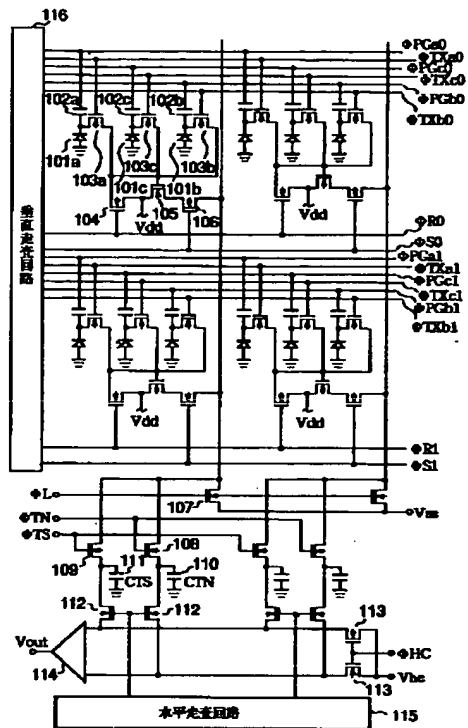 116
ΦPGa0
ΦTXa0
ΦPGc0
ΦTXc0
ΦPGb0
ΦTXb0
102a
102c
102b
101a
103a
101c
103c
101b
103b
104
105
106
Vdd
ΦR0
ΦS0
ΦPGa1
ΦTXa1
ΦPGc1
ΦTXc1
ΦPGb1
ΦTXb1
垂直走査回路
Vdd
Vdd
ΦR1
ΦS1
ΦL
107
Vss
ΦTN
ΦTS
108
109
111
110
CTS
CTN
112
112
113
Vout
114
ΦHC
113
Vhc
水平走査回路
115